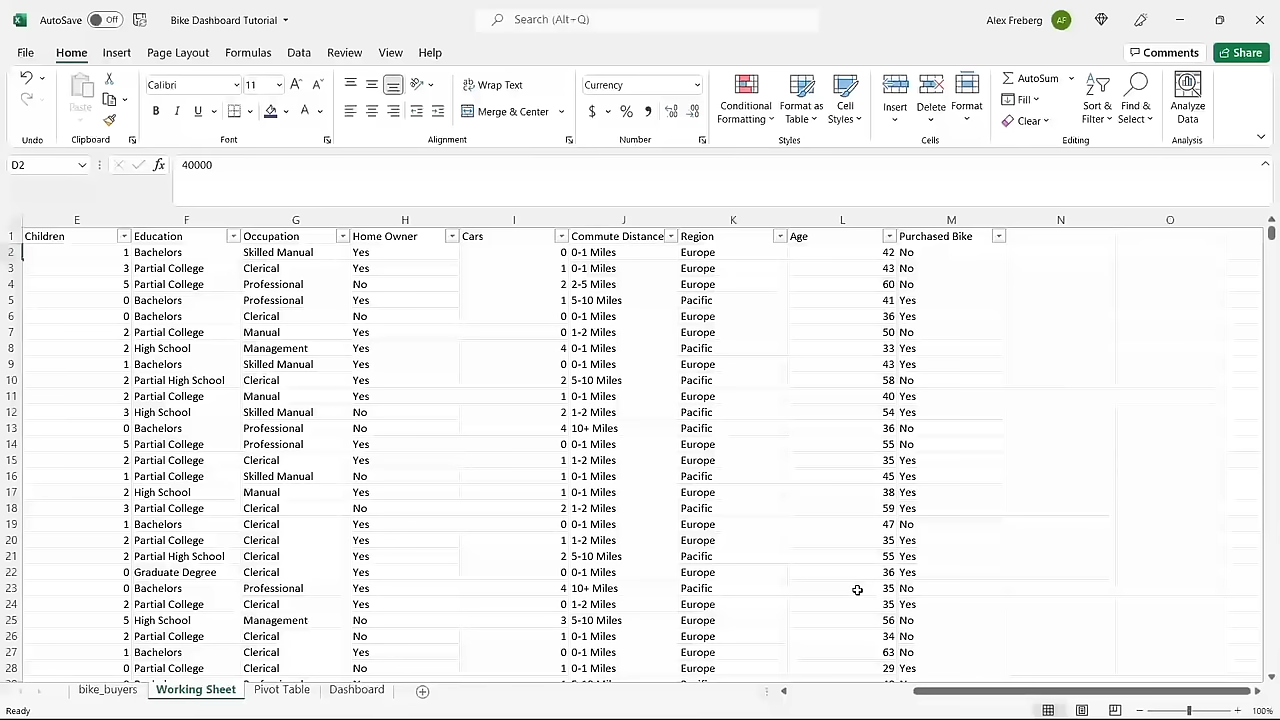 AutoSave Off Bike Dashboard Tutorial Search (Alt+Q) Alex Freberg AF
File Home Insert Page Layout Formulas Data Review View Help Comments Share
Calibri 11 Wrap Text Currency AutoSum
Paste B I U Merge & Center $ % Conditional Formatting Format as Table Cell Styles Insert Delete Format Fill Clear Sort & Filter Find & Select Analyze Data
Undo Clipboard Font Alignment Number Styles Cells Editing Analysis
D2 fx 40000
E F G H I J K L M N O
1 Children Education Occupation Home Owner Cars Commute Distance Region Age Purchased Bike
2 1 Bachelors Skilled Manual Yes 0 0-1 Miles Europe 42 No
3 3 Partial College Clerical Yes 1 0-1 Miles Europe 43 No
4 5 Partial College Professional No 2 2-5 Miles Europe 60 No
5 0 Bachelors Professional Yes 1 5-10 Miles Pacific 41 Yes
6 0 Bachelors Clerical No 0 0-1 Miles Europe 36 Yes
7 2 Partial College Manual Yes 0 1-2 Miles Europe 50 No
8 2 High School Management Yes 4 0-1 Miles Pacific 33 Yes
9 1 Bachelors Skilled Manual Yes 0 0-1 Miles Europe 43 Yes
10 2 Partial High School Clerical Yes 2 5-10 Miles Pacific 58 No
11 2 Partial College Manual Yes 1 0-1 Miles Europe 40 Yes
12 3 High School Skilled Manual No 2 1-2 Miles Pacific 54 Yes
13 0 Bachelors Professional No 4 10+ Miles Pacific 36 No
14 5 Partial College Professional Yes 0 0-1 Miles Europe 55 No
15 2 Partial College Clerical Yes 1 1-2 Miles Europe 35 Yes
16 1 Partial College Skilled Manual No 1 0-1 Miles Europe 45 Yes
17 2 High School Manual Yes 1 0-1 Miles Europe 38 Yes
18 3 Partial College Clerical No 2 1-2 Miles Pacific 59 Yes
19 1 Bachelors Clerical Yes 0 0-1 Miles Europe 47 No
20 2 Partial College Clerical Yes 1 1-2 Miles Europe 35 Yes
21 2 Partial High School Clerical Yes 2 5-10 Miles Pacific 55 Yes
22 0 Graduate Degree Clerical Yes 0 0-1 Miles Europe 36 Yes
23 0 Bachelors Professional Yes 4 10+ Miles Pacific 35 No
24 2 Partial College Clerical Yes 0 1-2 Miles Europe 35 Yes
25 5 High School Management No 3 5-10 Miles Europe 56 No
26 2 Partial College Clerical No 1 0-1 Miles Europe 34 No
27 1 Bachelors Clerical Yes 0 0-1 Miles Europe 63 No
28 0 Partial College Clerical No 1 0-1 Miles Europe 29 Yes
bike_buyers Working Sheet Pivot Table Dashboard
Ready 100%